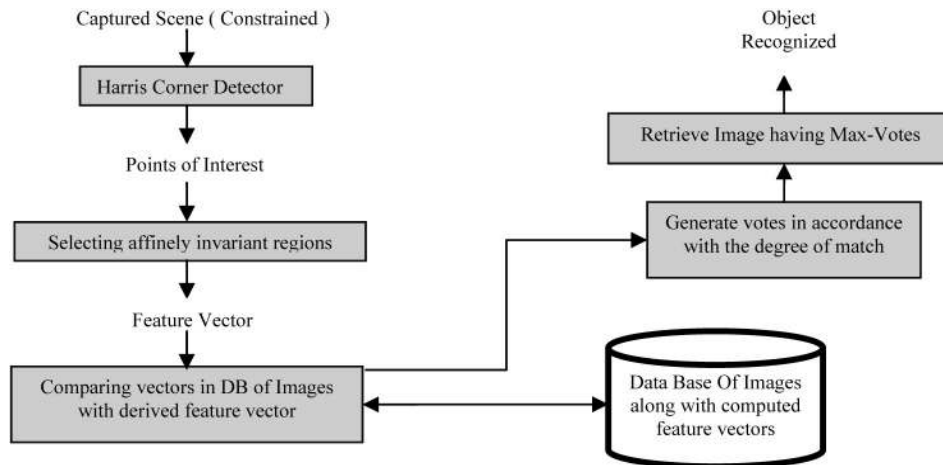 Captured Scene ( Constrained )
Harris Corner Detector
Points of Interest
Selecting affinely invariant regions
Feature Vector
Comparing vectors in DB of Images
with derived feature vector
Data Base Of Images
along with computed
feature vectors
Generate votes in accordance
with the degree of match
Retrieve Image having Max-Votes
Object
Recognized